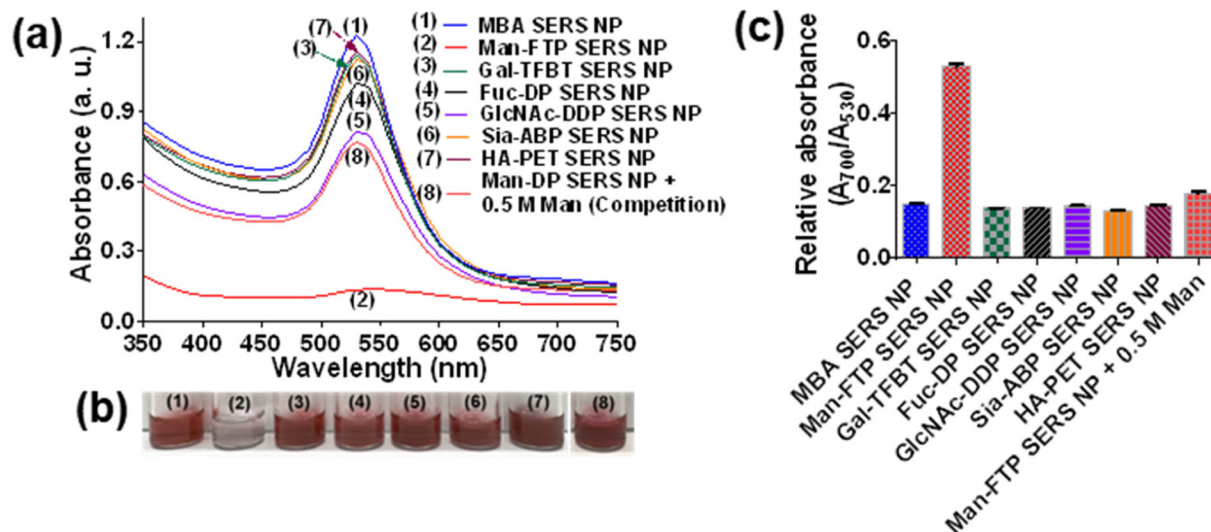 (a)
Absorbance (a. u.)
1.2
0.9
0.6
0.3
0.0
350 400 450 500 550 600 650 700 750
Wavelength (nm)
(7) (1)
(3)
(6)
(4)
(5)
(8)
(2)
(1) MBA SERS NP
(2) Man-FTP SERS NP
(3) Gal-TFBT SERS NP
(4) Fuc-DP SERS NP
(5) GlcNAc-DDP SERS NP
(6) Sia-ABP SERS NP
(7) HA-PET SERS NP
Man-DP SERS NP +
(8) 0.5 M Man (Competition)
(b)
(1) (2) (3) (4) (5) (6) (7) (8)
(c)
Relative absorbance
(A700/A530)
0.6
0.4
0.2
0.0
MBA SERS NP
Man-FTP SERS NP
Gal-TFBT SERS NP
Fuc-DP SERS NP
GlcNAc-DDP SERS NP
Sia-ABP SERS NP
HA-PET SERS NP
Man-FTP SERS NP + 0.5 M Man